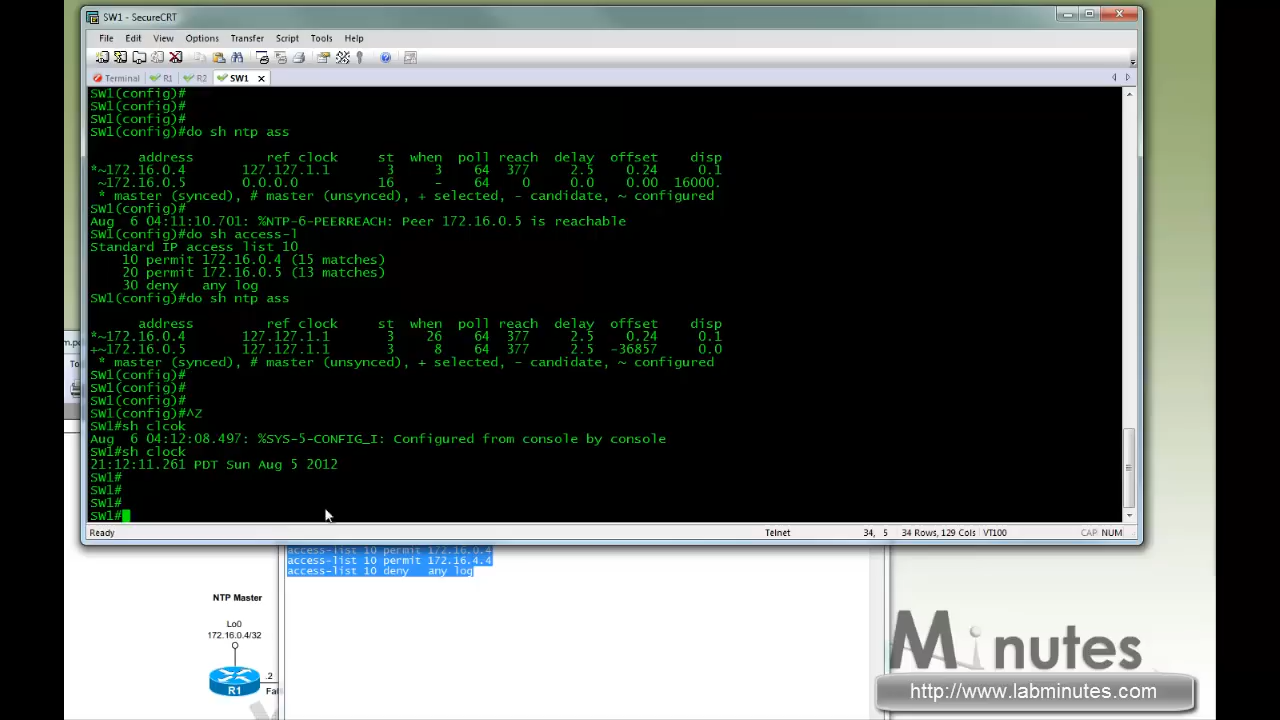 SW1 - SecureCRT
File Edit View Options Transfer Script Tools Help
Terminal R1 R2 SW1
SW1(config)#
SW1(config)#
SW1(config)#
SW1(config)#do sh ntp ass
address ref clock st when poll reach delay offset disp
*~172.16.0.4 127.127.1.1 3 3 64 377 2.5 0.24 0.1
~172.16.0.5 0.0.0.0 16 - 64 0 0.0 0.00 16000.
* master (synced), # master (unsynced), + selected, - candidate, ~ configured
SW1(config)#
Aug 6 04:11:10.701: %NTP-6-PEERREACH: Peer 172.16.0.5 is reachable
SW1(config)#do sh access-l
Standard IP access list 10
10 permit 172.16.0.4 (15 matches)
20 permit 172.16.0.5 (13 matches)
30 deny any log
SW1(config)#do sh ntp ass
address ref clock st when poll reach delay offset disp
*~172.16.0.4 127.127.1.1 3 26 64 377 2.5 0.24 0.1
+~172.16.0.5 127.127.1.1 3 8 64 377 2.5 -36857 0.0
* master (synced), # master (unsynced), + selected, - candidate, ~ configured
SW1(config)#
SW1(config)#
SW1(config)#
SW1(config)#^Z
SW1#sh clcok
Aug 6 04:12:08.497: %SYS-5-CONFIG_I: Configured from console by console
SW1#sh clock
21:12:11.261 PDT Sun Aug 5 2012
SW1#
SW1#
SW1#
SW1#
Ready Telnet 34, 5 34 Rows, 129 Cols VT100 CAP NUM
access-list 10 permit 172.16.0.4
access-list 10 permit 172.16.4.4
access-list 10 deny any log
NTP Master
Lo0
172.16.0.4/32
.2
R1
Minutes
http://www.labminutes.com